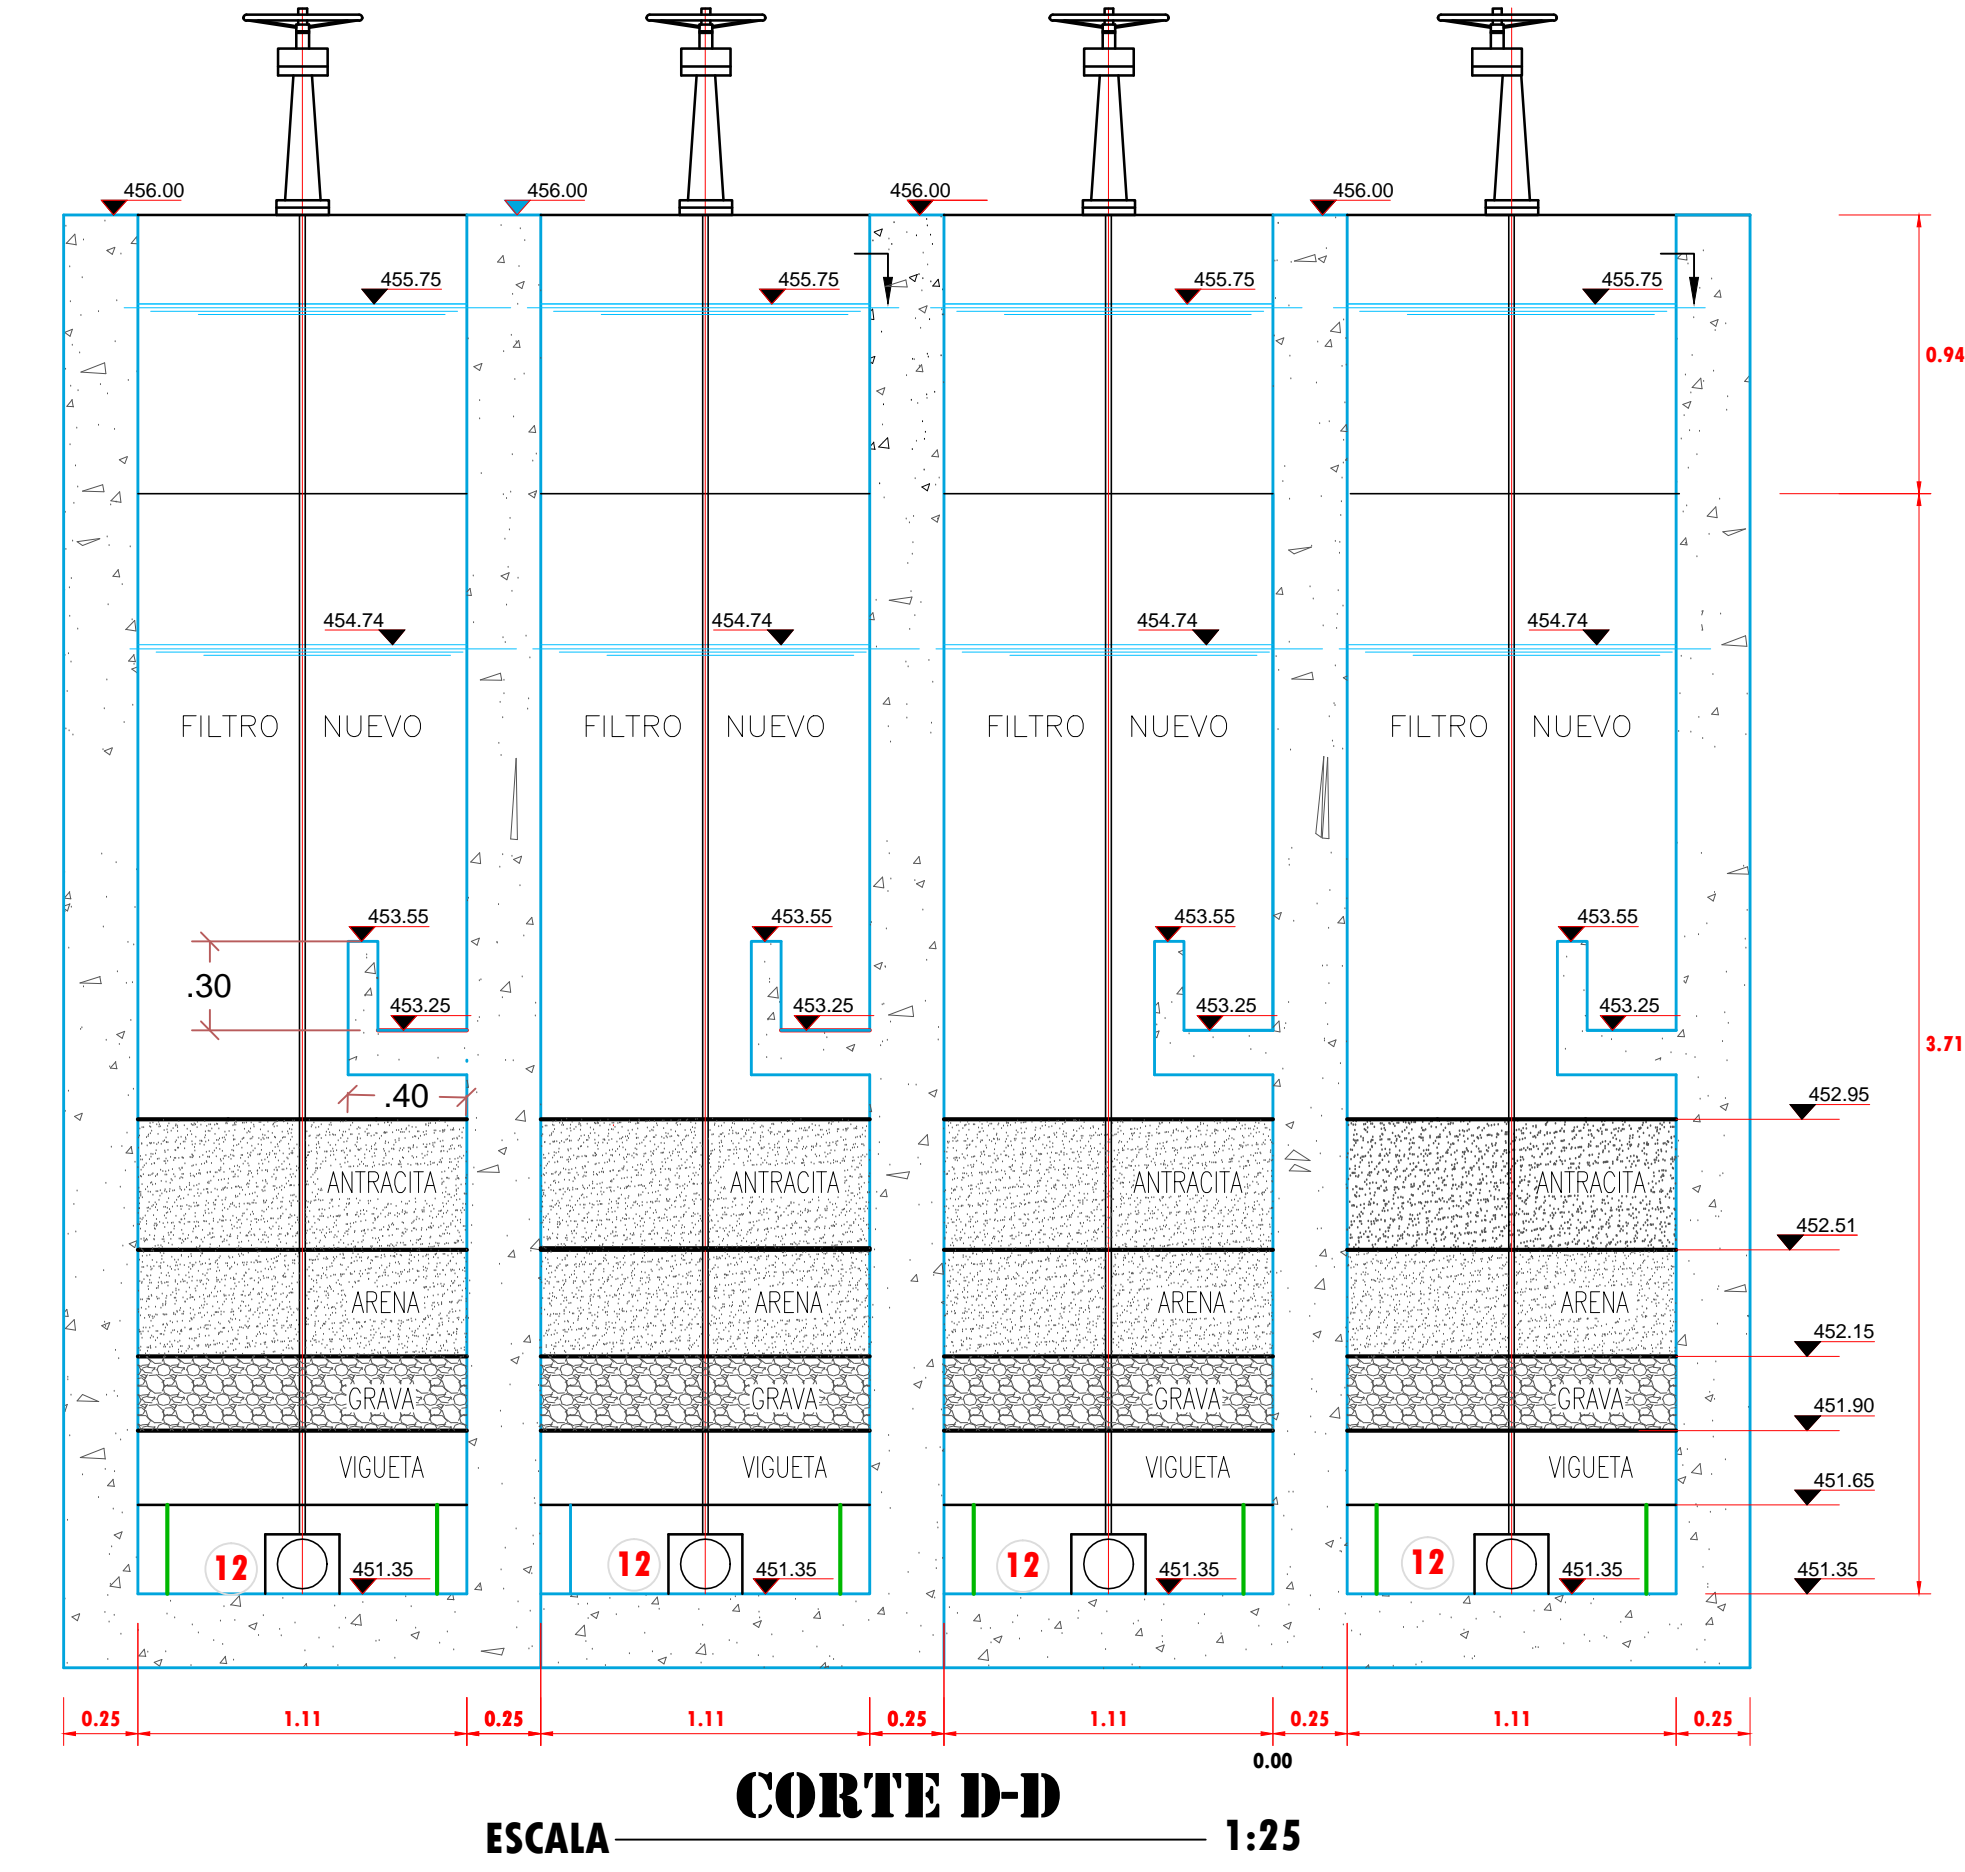 456.00 456.00 456.00 456.00
455.75 455.75 455.75 455.75
0.94
454.74 454.74 454.74 454.74
FILTRO NUEVO FILTRO NUEVO FILTRO NUEVO FILTRO NUEVO
453.55 453.55 453.55 453.55
.30
453.25 453.25 453.25 453.25
3.71
.40
452.95
ANTRACITA ANTRACITA ANTRACITA ANTRACITA
452.51
ARENA ARENA ARENA ARENA
452.15
GRAVA GRAVA GRAVA GRAVA
451.90
VIGUETA VIGUETA VIGUETA VIGUETA
451.65
12 451.35 12 451.35 12 451.35 12 451.35 451.35
0.25 1.11 0.25 1.11 0.25 1.11 0.25 1.11 0.25
0.00
CORTE D-D
ESCALA 1:25